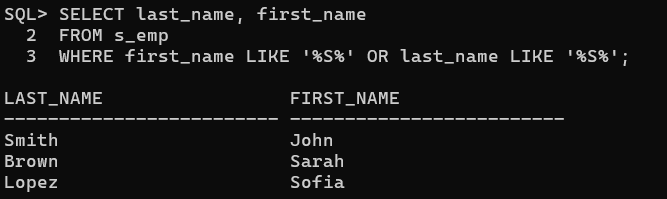 SQL> SELECT last_name, first_name
  2  FROM s_emp
  3  WHERE first_name LIKE '%S%' OR last_name LIKE '%S%';

LAST_NAME                 FIRST_NAME
------------------------- -------------------------
Smith                     John
Brown                     Sarah
Lopez                     Sofia